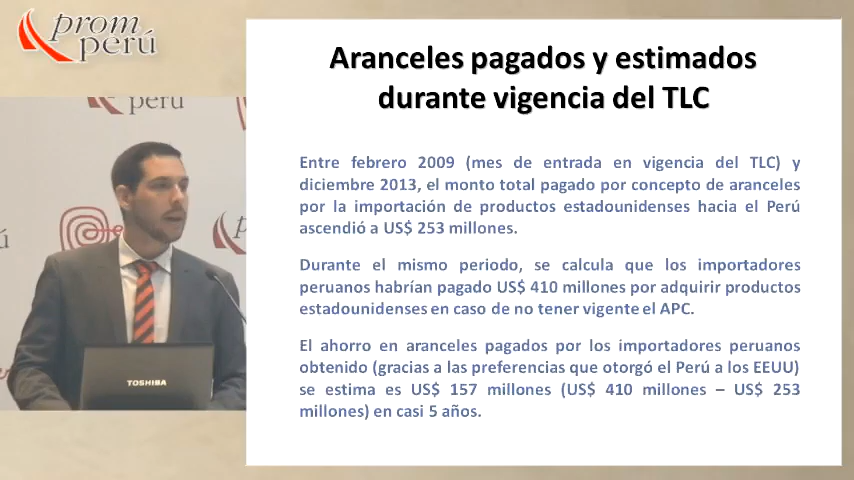 prom
perú
Aranceles pagados y estimados
durante vigencia del TLC
Entre febrero 2009 (mes de entrada en vigencia del TLC) y
diciembre 2013, el monto total pagado por concepto de aranceles
por la importación de productos estadounidenses hacia el Perú
ascendió a US$ 253 millones.
Durante el mismo periodo, se calcula que los importadores
peruanos habrían pagado US$ 410 millones por adquirir productos
estadounidenses en caso de no tener vigente el APC.
El ahorro en aranceles pagados por los importadores peruanos
obtenido (gracias a las preferencias que otorgó el Perú a los EEUU)
se estima es US$ 157 millones (US$ 410 millones – US$ 253
millones) en casi 5 años.
perú
TOSHIBA